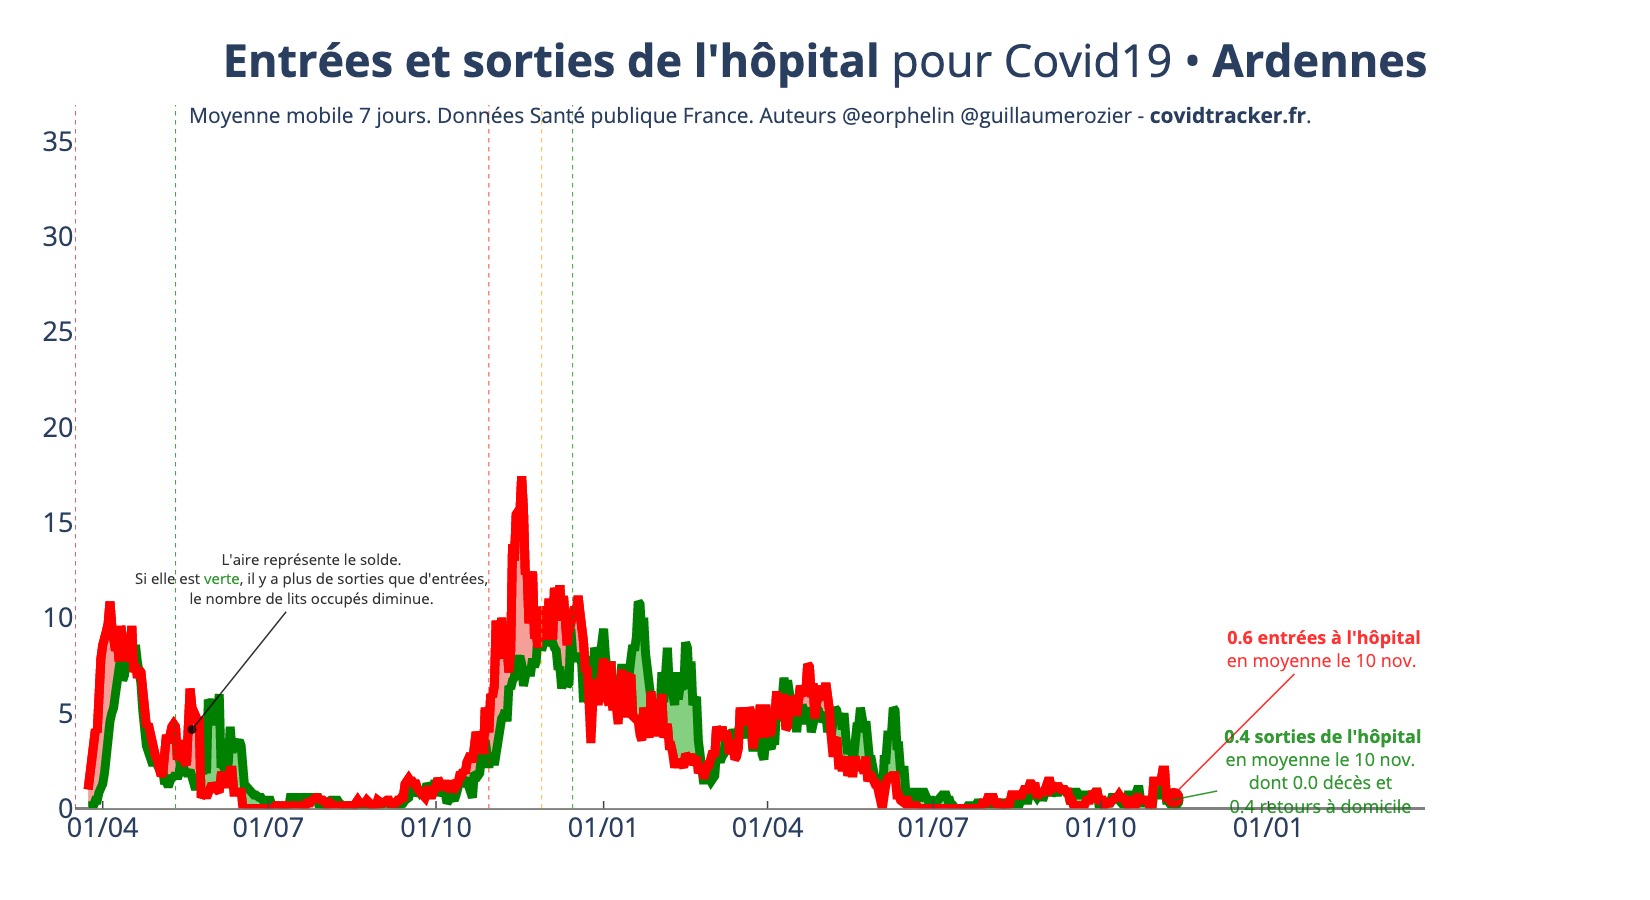 Entrées et sorties de l'hôpital pour Covid19 • Ardennes
Moyenne mobile 7 jours. Données Santé publique France. Auteurs @eorphelin @guillaumerozier - covidtracker.fr.
35
30
25
20
15
10
5
0
L'aire représente le solde.
Si elle est verte, il y a plus de sorties que d'entrées,
le nombre de lits occupés diminue.
0.6 entrées à l'hôpital
en moyenne le 10 nov.
0.4 sorties de l'hôpital
en moyenne le 10 nov.
dont 0.0 décès et
0.4 retours à domicile
01/04 01/07 01/10 01/01 01/04 01/07 01/10 01/01